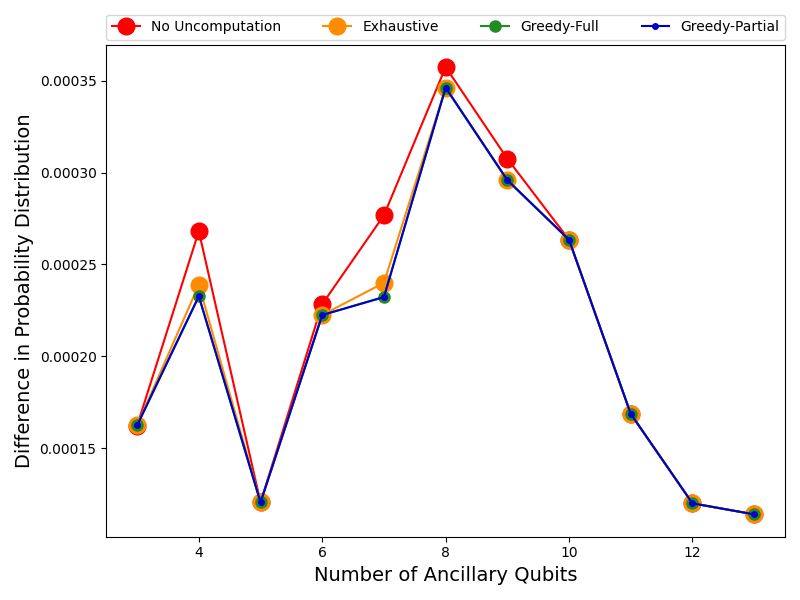 No Uncomputation Exhaustive Greedy-Full Greedy-Partial
0.00035
0.00030
0.00025
0.00020
0.00015
Difference in Probability Distribution
4 6 8 10 12
Number of Ancillary Qubits